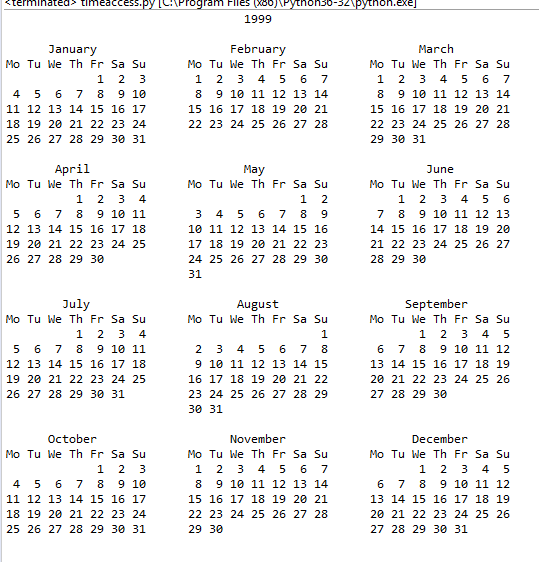 <terminated> timeaccess.py [C:\Program Files (x86)\Python36-32\python.exe]
                                  1999

      January                   February                   March
Mo Tu We Th Fr Sa Su      Mo Tu We Th Fr Sa Su      Mo Tu We Th Fr Sa Su
             1  2  3       1  2  3  4  5  6  7       1  2  3  4  5  6  7
 4  5  6  7  8  9 10       8  9 10 11 12 13 14       8  9 10 11 12 13 14
11 12 13 14 15 16 17      15 16 17 18 19 20 21      15 16 17 18 19 20 21
18 19 20 21 22 23 24      22 23 24 25 26 27 28      22 23 24 25 26 27 28
25 26 27 28 29 30 31                                29 30 31

       April                      May                       June
Mo Tu We Th Fr Sa Su      Mo Tu We Th Fr Sa Su      Mo Tu We Th Fr Sa Su
          1  2  3  4                      1  2          1  2  3  4  5  6
 5  6  7  8  9 10 11       3  4  5  6  7  8  9       7  8  9 10 11 12 13
12 13 14 15 16 17 18      10 11 12 13 14 15 16      14 15 16 17 18 19 20
19 20 21 22 23 24 25      17 18 19 20 21 22 23      21 22 23 24 25 26 27
26 27 28 29 30            24 25 26 27 28 29 30      28 29 30
                          31

        July                     August                  September
Mo Tu We Th Fr Sa Su      Mo Tu We Th Fr Sa Su      Mo Tu We Th Fr Sa Su
          1  2  3  4                         1             1  2  3  4  5
 5  6  7  8  9 10 11       2  3  4  5  6  7  8       6  7  8  9 10 11 12
12 13 14 15 16 17 18       9 10 11 12 13 14 15      13 14 15 16 17 18 19
19 20 21 22 23 24 25      16 17 18 19 20 21 22      20 21 22 23 24 25 26
26 27 28 29 30 31         23 24 25 26 27 28 29      27 28 29 30
                          30 31

      October                   November                  December
Mo Tu We Th Fr Sa Su      Mo Tu We Th Fr Sa Su      Mo Tu We Th Fr Sa Su
             1  2  3       1  2  3  4  5  6  7             1  2  3  4  5
 4  5  6  7  8  9 10       8  9 10 11 12 13 14       6  7  8  9 10 11 12
11 12 13 14 15 16 17      15 16 17 18 19 20 21      13 14 15 16 17 18 19
18 19 20 21 22 23 24      22 23 24 25 26 27 28      20 21 22 23 24 25 26
25 26 27 28 29 30 31      29 30                     27 28 29 30 31